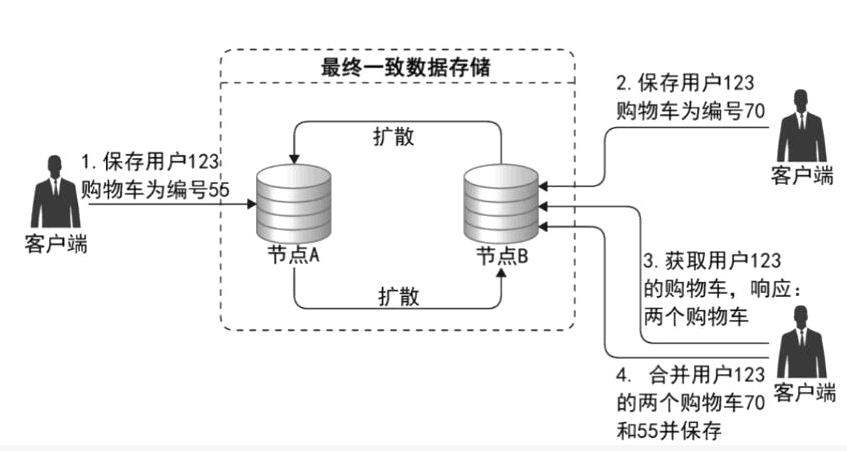 最终一致数据存储
1.保存用户123
购物车为编号55
客户端
扩散
节点A
节点B
扩散
2.保存用户123
购物车为编号70
客户端
3.获取用户123
的购物车，响应：
两个购物车
4. 合并用户123
的两个购物车70
和55并保存
客户端